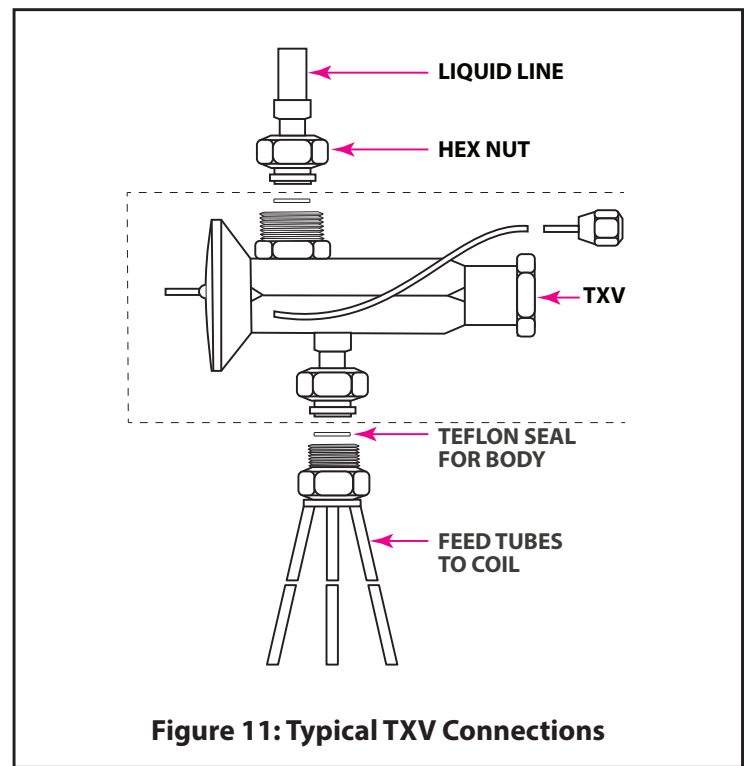 LIQUID LINE
HEX NUT
TXV
TEFLON SEAL
FOR BODY
FEED TUBES
TO COIL
Figure 11: Typical TXV Connections